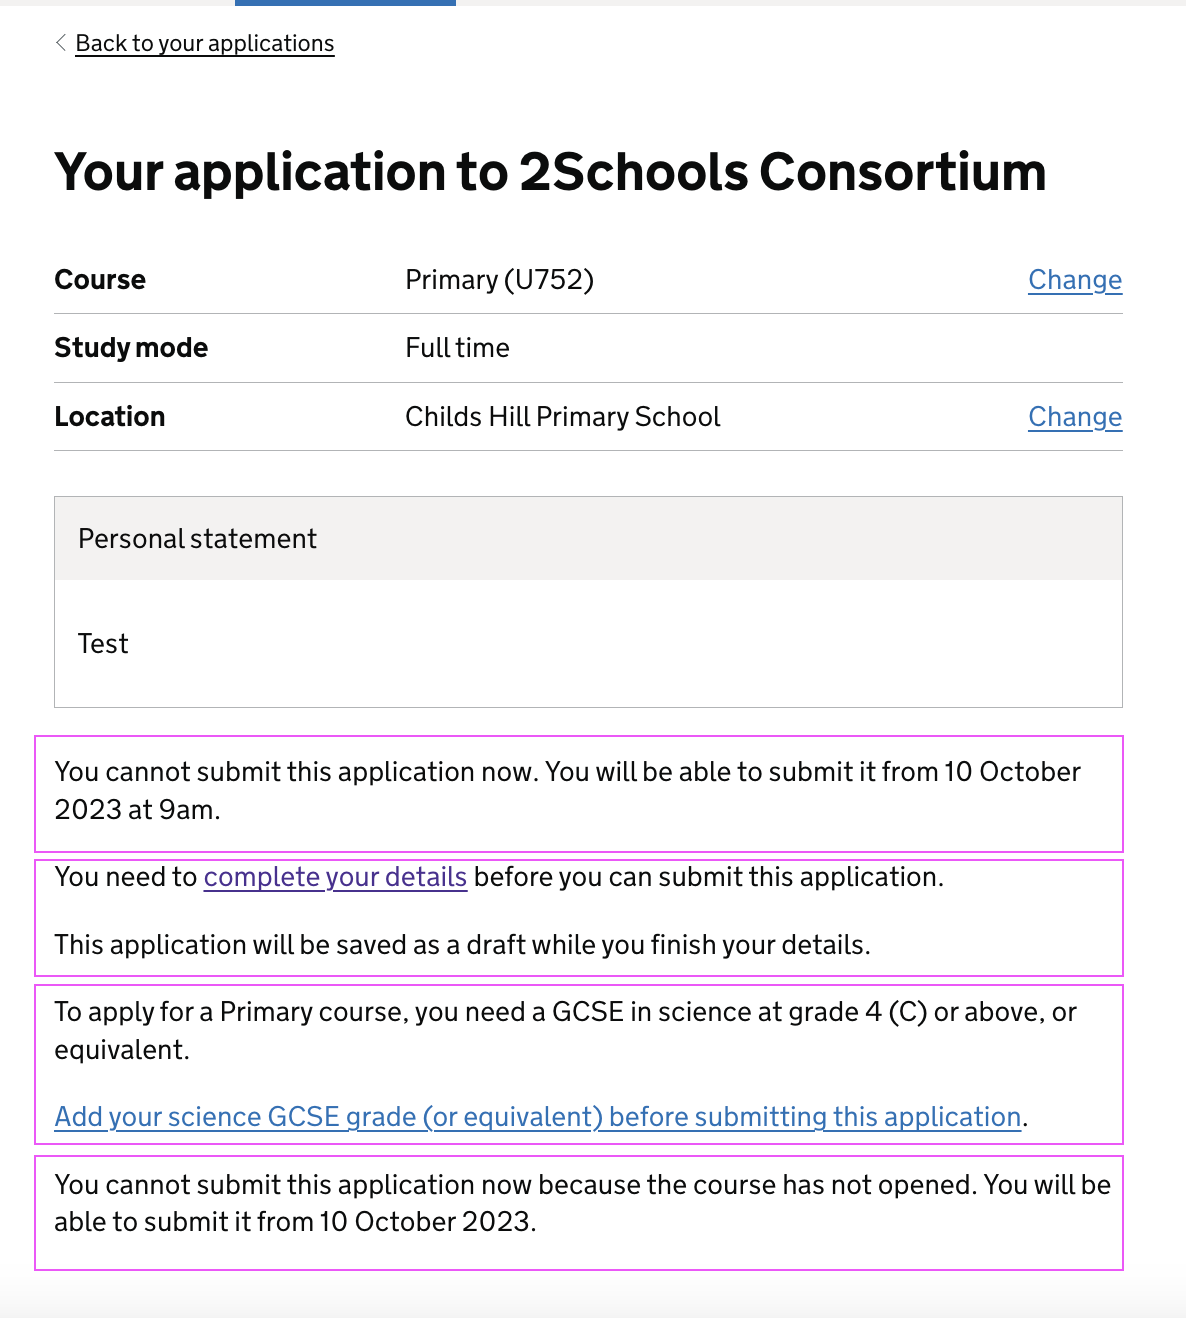 Back to your applications
Your application to 2Schools Consortium
Course Primary (U752) Change
Study mode Full time
Location Childs Hill Primary School Change
Personal statement
Test
You cannot submit this application now. You will be able to submit it from 10 October
2023 at 9am.
You need to complete your details before you can submit this application.
This application will be saved as a draft while you finish your details.
To apply for a Primary course, you need a GCSE in science at grade 4 (C) or above, or
equivalent.
Add your science GCSE grade (or equivalent) before submitting this application.
You cannot submit this application now because the course has not opened. You will be
able to submit it from 10 October 2023.